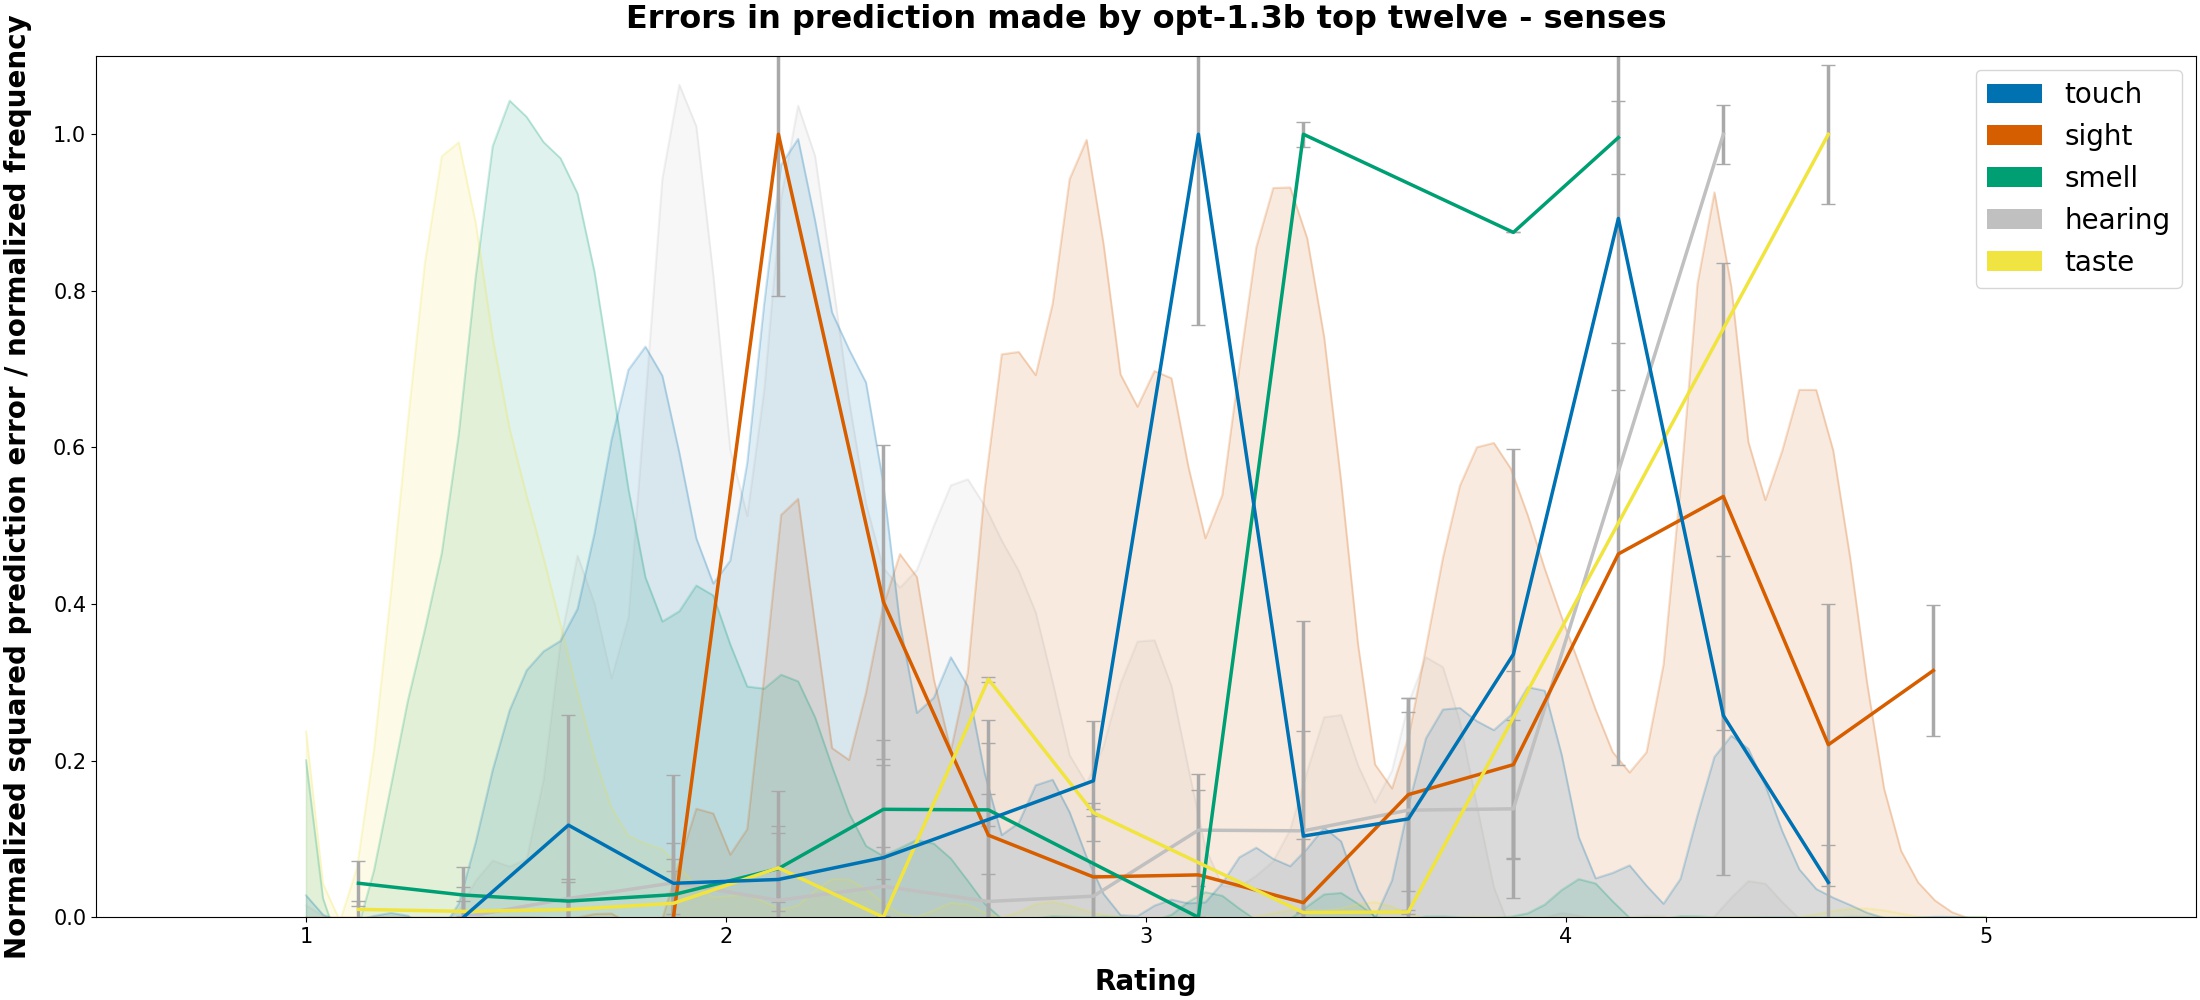 Errors in prediction made by opt-1.3b top twelve - senses
Normalized squared prediction error / normalized frequency
1.0
0.8
0.6
0.4
0.2
0.0
touch
sight
smell
hearing
taste
1
2
3
4
5
Rating